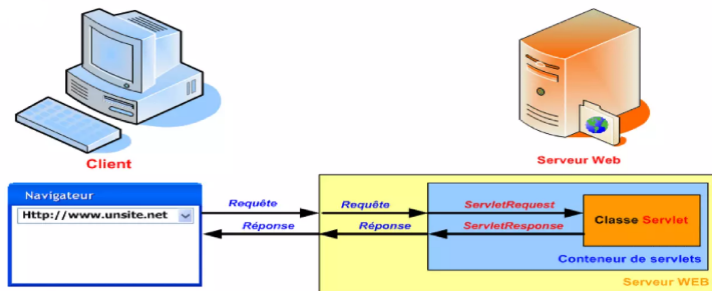 Client
Serveur Web
Navigateur
Http://www.unsite.net
Requête
Requête
ServletRequest
Réponse
Réponse
ServletResponse
Classe Servlet
Conteneur de servlets
Serveur WEB